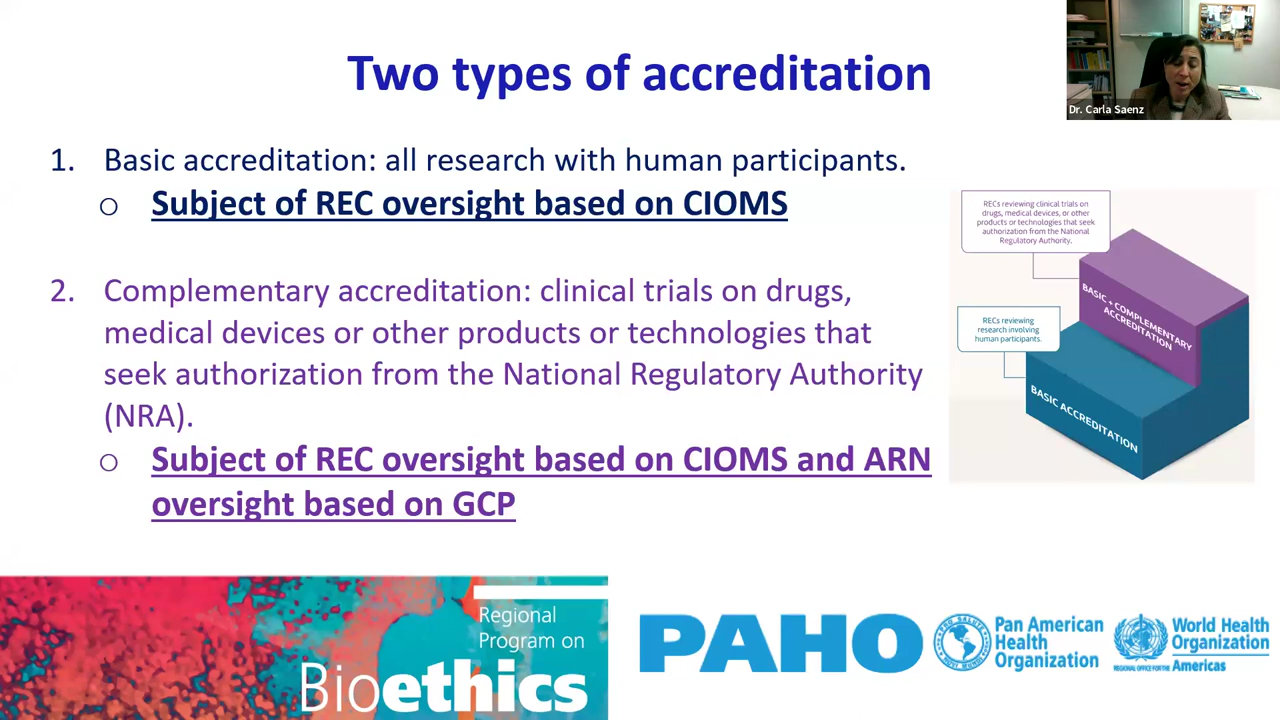 Two types of accreditation
Dr. Carla Saenz
1. Basic accreditation: all research with human participants.
o Subject of REC oversight based on CIOMS
2. Complementary accreditation: clinical trials on drugs,
medical devices or other products or technologies that
seek authorization from the National Regulatory Authority
(NRA).
o Subject of REC oversight based on CIOMS and ARN
oversight based on GCP
RECs reviewing clinical trials on
drugs, medical devices, or other
products or technologies that seek
authorization from the National
Regulatory Authority.
BASIC + COMPLEMENTARY
ACCREDITATION
RECs reviewing
research involving
human participants.
BASIC ACCREDITATION
Regional
Program on
Bioethics
PAHO
Pan American
Health
Organization
World Health
Organization
REGIONAL OFFICE FOR THE Americas